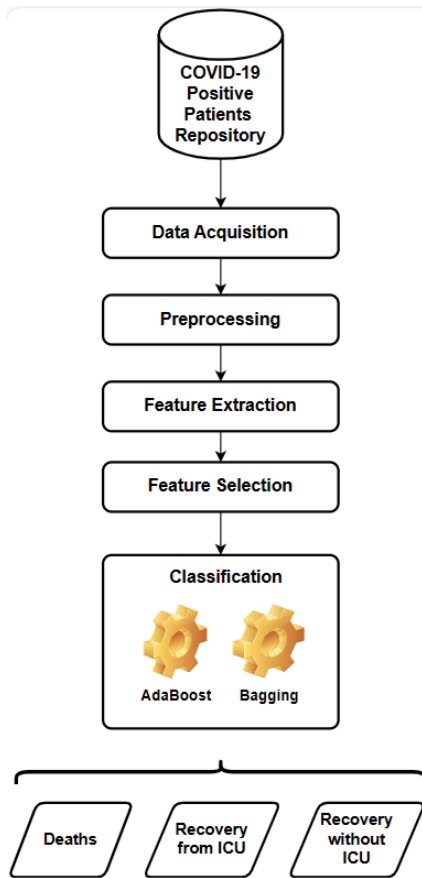 COVID-19
Positive
Patients
Repository
Data Acquisition
Preprocessing
Feature Extraction
Feature Selection
Classification
AdaBoost
Bagging
Deaths
Recovery
from ICU
Recovery
without
ICU